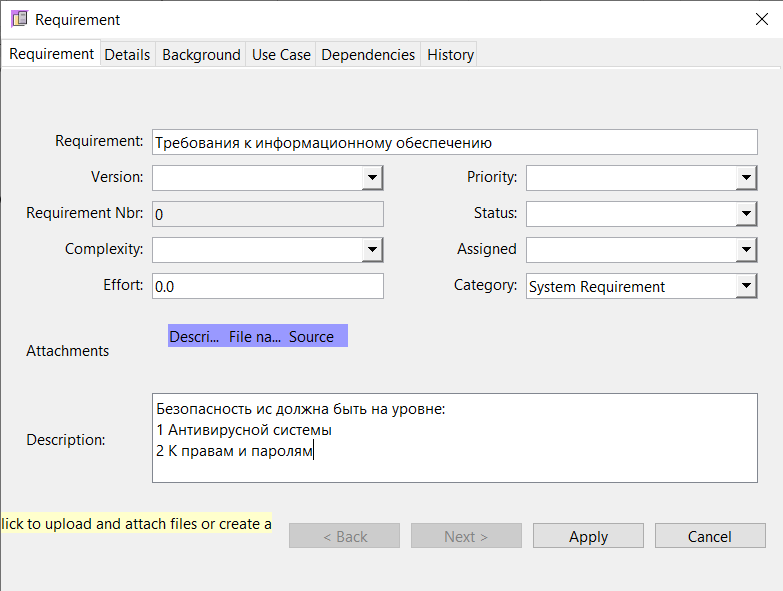 Requirement
Requirement Details Background Use Case Dependencies History
Requirement: Требования к информационному обеспечению
Version: Priority:
Requirement Nbr: 0 Status:
Complexity: Assigned
Effort: 0.0 Category: System Requirement
Attachments Descri... File na... Source
Description:
Безопасность ис должна быть на уровне:
1 Антивирусной системы
2 К правам и паролям
lick to upload and attach files or create a
< Back Next > Apply Cancel